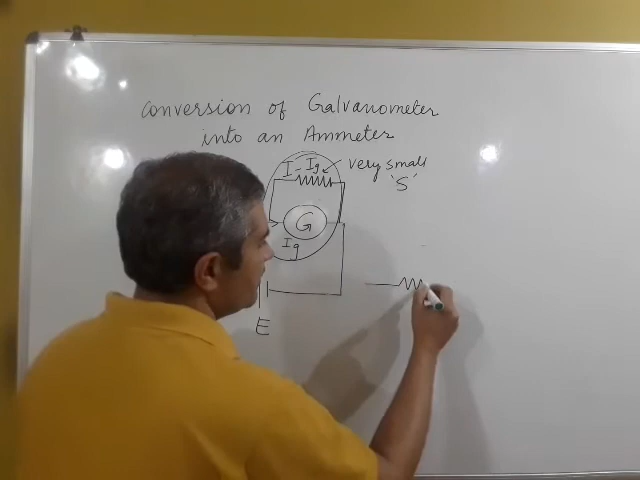 Conversion of Galvanometer
into an Ammeter
I - Ig
very small
'S'
G
Ig
E